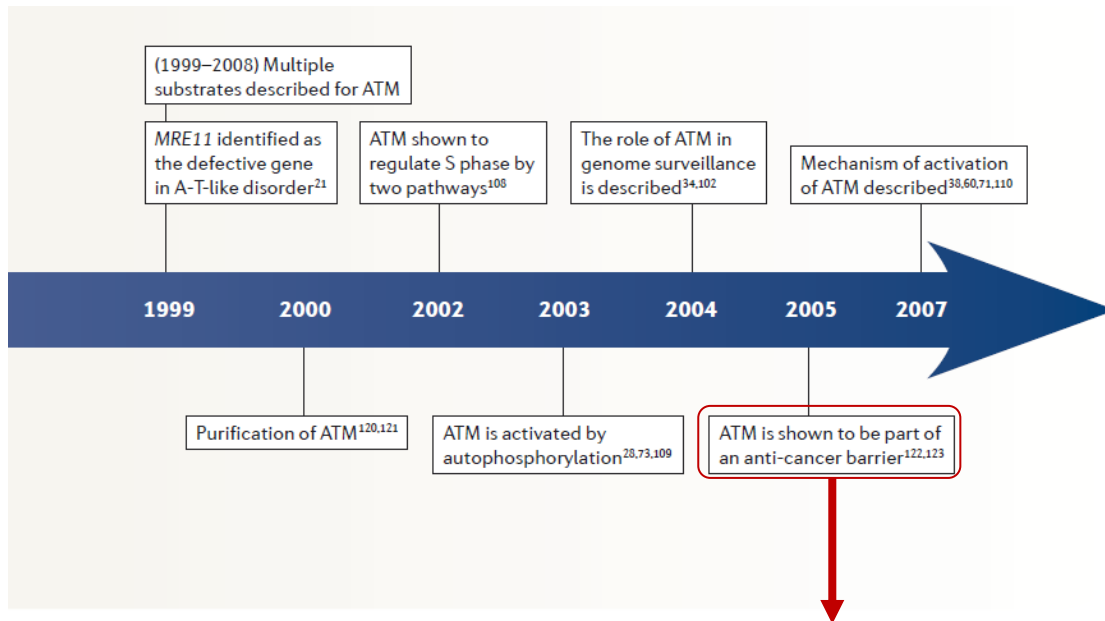 (1999–2008) Multiple
substrates described for ATM
MRE11 identified as
the defective gene
in A-T-like disorder21
ATM shown to
regulate S phase by
two pathways108
The role of ATM in
genome surveillance
is described34,102
Mechanism of activation
of ATM described38,60,71,110
1999 2000 2002 2003 2004 2005 2007
Purification of ATM120,121
ATM is activated by
autophosphorylation28,73,109
ATM is shown to be part of
an anti-cancer barrier122,123